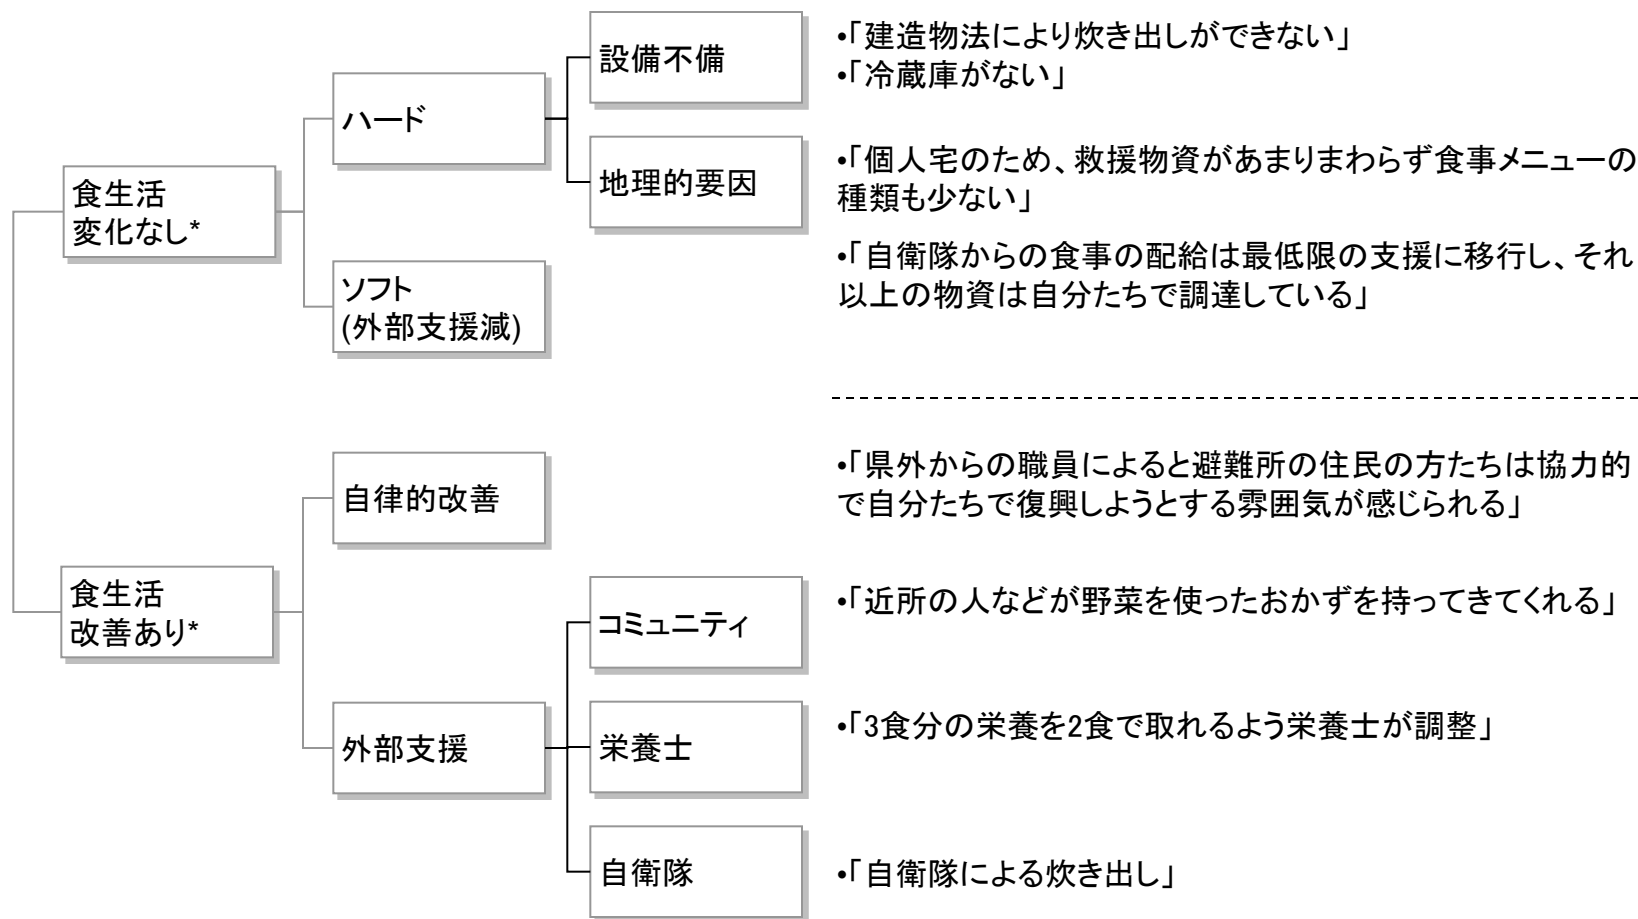 設備不備
•「建造物法により炊き出しができない」
•「冷蔵庫がない」
ハード
地理的要因
•「個人宅のため、救援物資があまりまわらず食事メニューの
種類も少ない」
食生活
変化なし*
ソフト
(外部支援減)
•「自衛隊からの食事の配給は最低限の支援に移行し、それ
以上の物資は自分たちで調達している」
自律的改善
•「県外からの職員によると避難所の住民の方たちは協力的
で自分たちで復興しようとする雰囲気が感じられる」
食生活
改善あり*
コミュニティ
•「近所の人などが野菜を使ったおかずを持ってきてくれる」
外部支援
栄養士
•「3食分の栄養を2食で取れるよう栄養士が調整」
自衛隊
•「自衛隊による炊き出し」